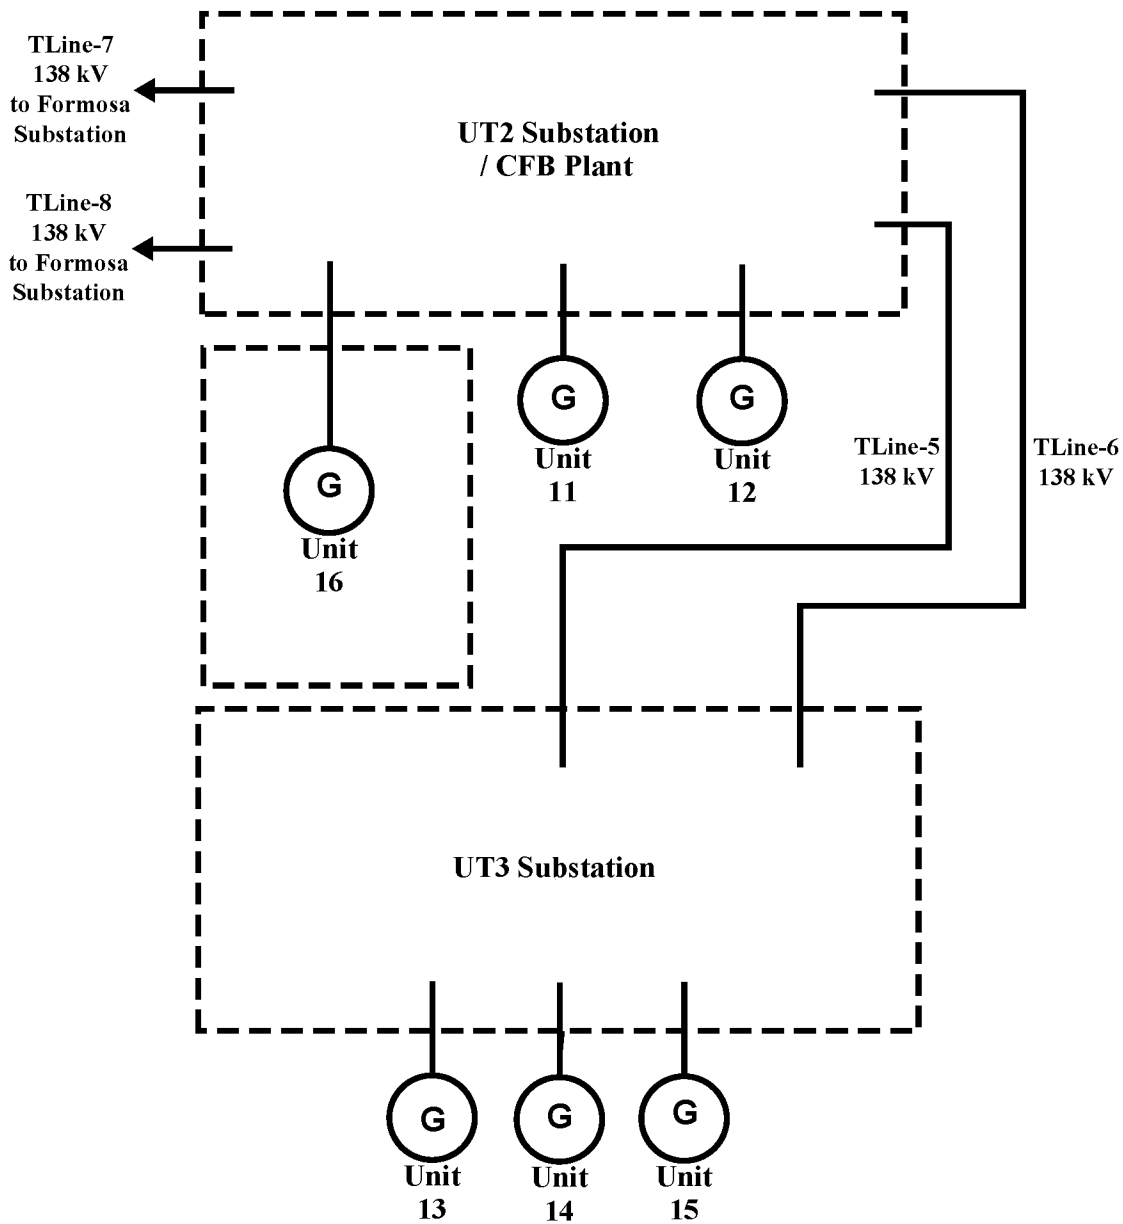 TLine-7
138 kV
to Formosa
Substation
UT2 Substation
/ CFB Plant
TLine-8
138 kV
to Formosa
Substation
G
Unit
11
G
Unit
12
TLine-5
138 kV
TLine-6
138 kV
G
Unit
16
UT3 Substation
G
Unit
13
G
Unit
14
G
Unit
15